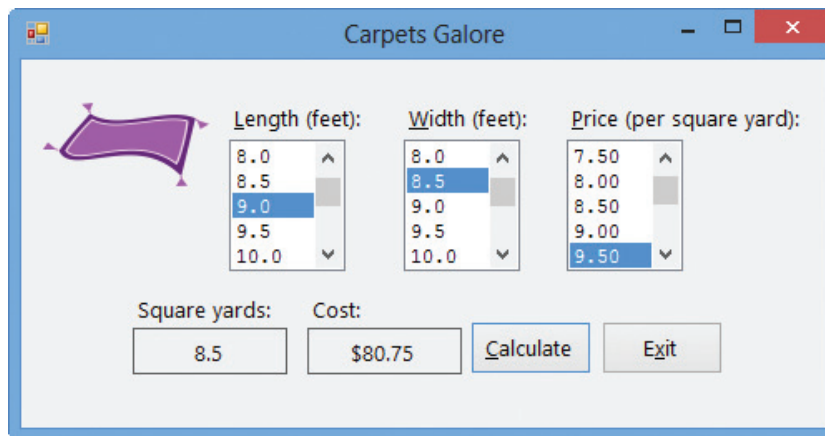 Carpets Galore
Length (feet):
8.0
8.5
9.0
9.5
10.0
Width (feet):
8.0
8.5
9.0
9.5
10.0
Price (per square yard):
7.50
8.00
8.50
9.00
9.50
Square yards:
8.5
Cost:
$80.75
Calculate
Exit